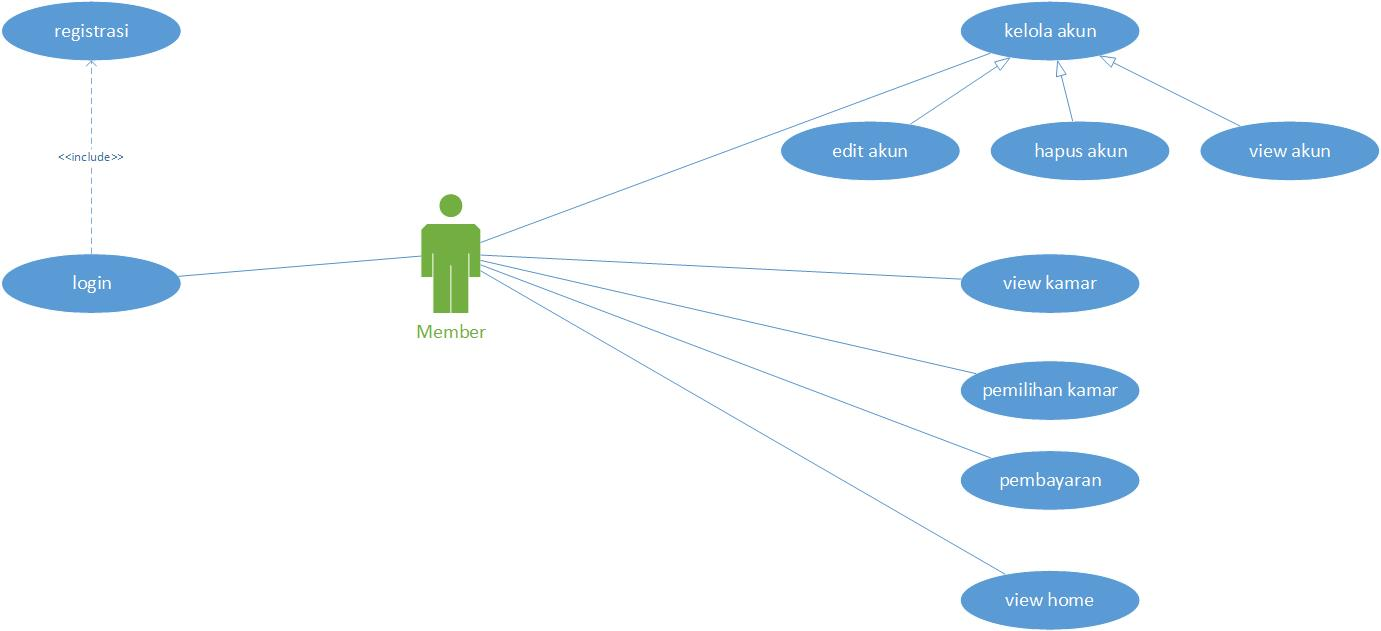 registrasi
kelola akun
edit akun
hapus akun
view akun
<<include>>
login
Member
view kamar
pemilihan kamar
pembayaran
view home